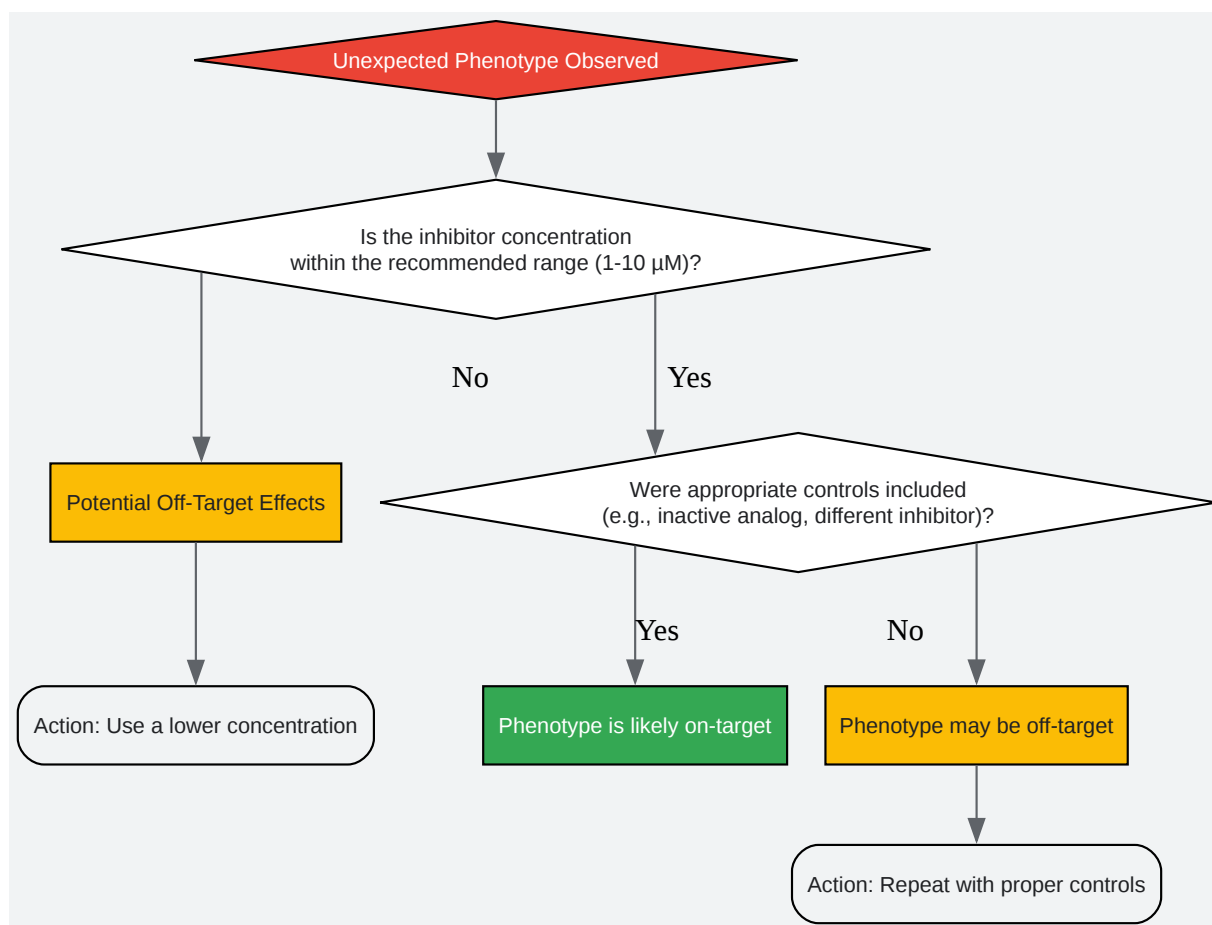 Unexpected Phenotype Observed
Is the inhibitor concentration
within the recommended range (1-10 µM)?
No
Yes
Potential Off-Target Effects
Were appropriate controls included
(e.g., inactive analog, different inhibitor)?
Yes
No
Action: Use a lower concentration
Phenotype is likely on-target
Phenotype may be off-target
Action: Repeat with proper controls